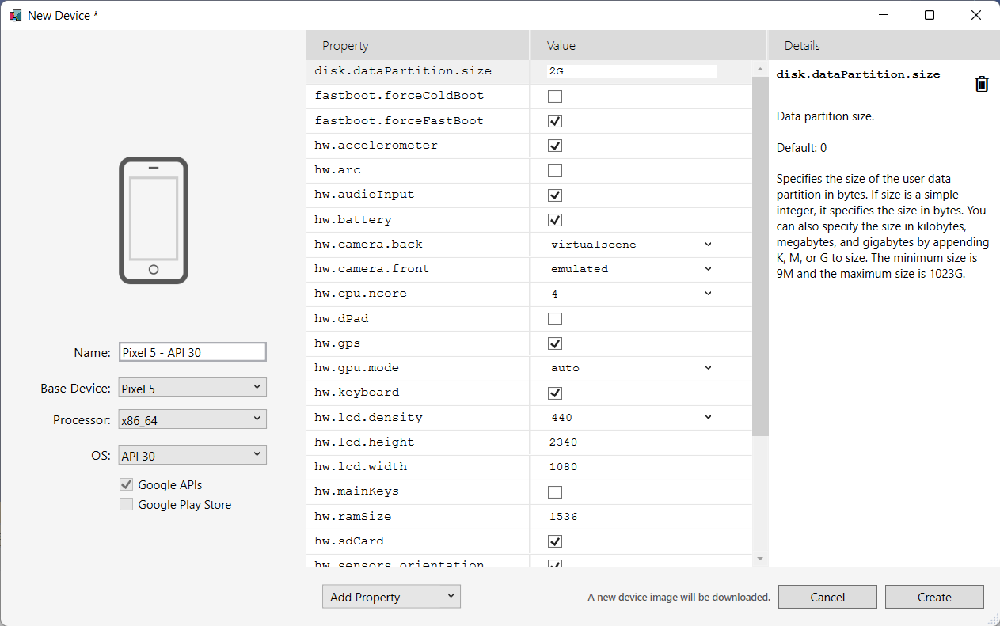 New Device *
Property Value Details
disk.dataPartition.size 2G
fastboot.forceColdBoot
fastboot.forceFastBoot
hw.accelerometer
hw.arc
hw.audioInput
hw.battery
hw.camera.back virtualscene
hw.camera.front emulated
hw.cpu.ncore 4
hw.dPad
hw.gps
hw.gpu.mode auto
hw.keyboard
hw.lcd.density 440
hw.lcd.height 2340
hw.lcd.width 1080
hw.mainKeys
hw.ramSize 1536
hw.sdCard
hw.sensors.orientation
disk.dataPartition.size
Data partition size.
Default: 0
Specifies the size of the user data
partition in bytes. If size is a simple
integer, it specifies the size in bytes. You
can also specify the size in kilobytes,
megabytes, and gigabytes by appending
K, M, or G to size. The minimum size is
9M and the maximum size is 1023G.
Name: Pixel 5 - API 30
Base Device: Pixel 5
Processor: x86_64
OS: API 30
Google APIs
Google Play Store
Add Property
A new device image will be downloaded.
Cancel
Create